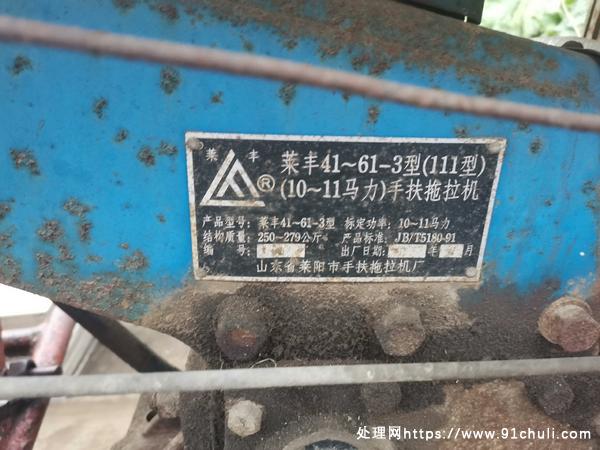 莱丰
莱丰41~61-3型(111型)
®(10~11马力)手扶拖拉机
产品型号:莱丰41~61-3型 标定功率:10~11马力
结构质量:250~279公斤 产品标准:JB/T5180-91
编号: 出厂日期: 年 月
山东省莱阳市手扶拖拉机厂
处理网https://www.91chuli.com/